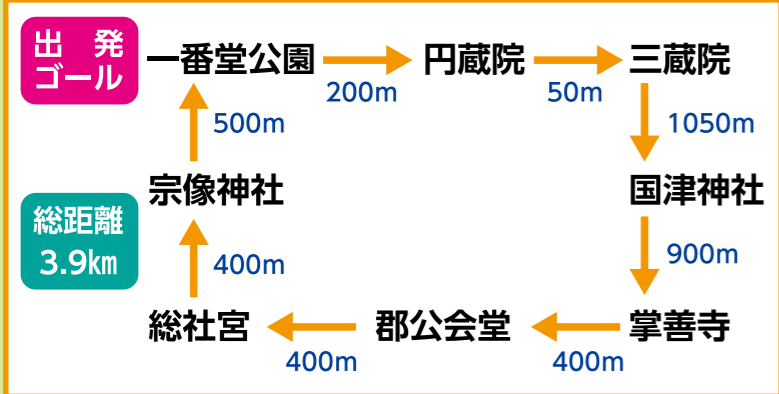 出発
ゴール
一番堂公園
200m
円蔵院
50m
三蔵院
1050m
国津神社
900m
掌善寺
400m
郡公会堂
400m
総社宮
400m
宗像神社
500m
総距離
3.9㎞